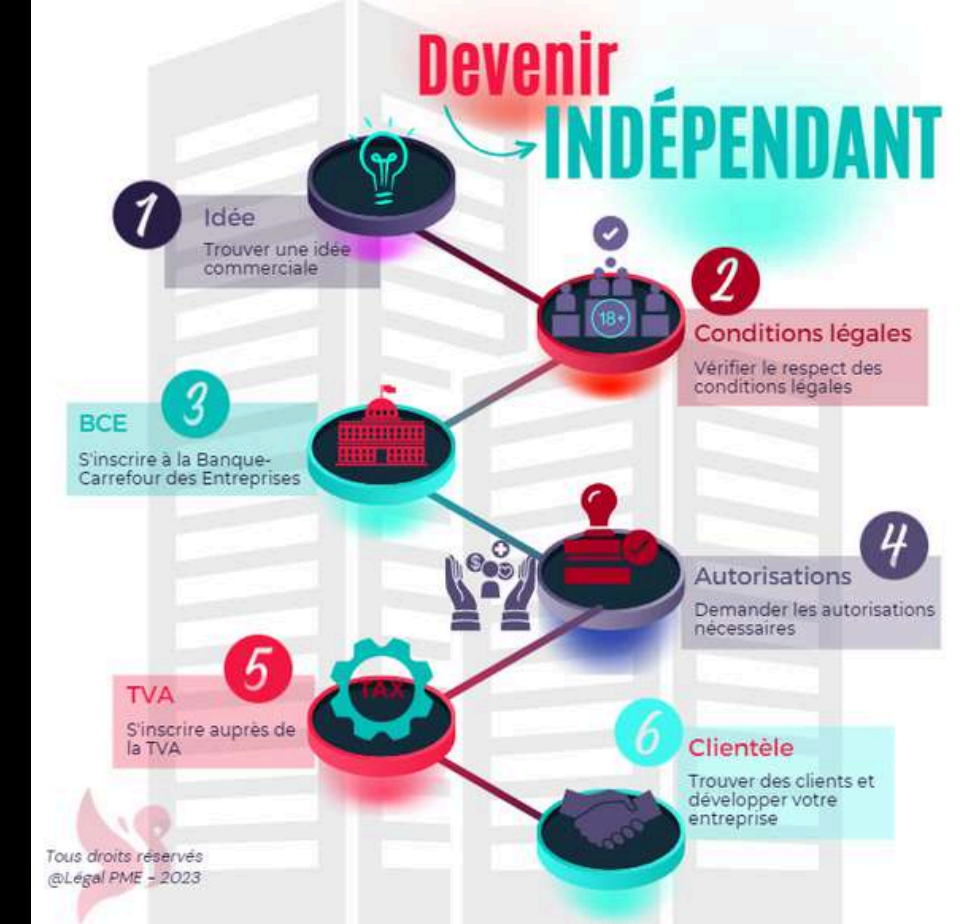 Devenir
INDÉPENDANT
1
Idée
Trouver une idée
commerciale
2
18+
Conditions légales
Vérifier le respect des
conditions légales
3
BCE
S'inscrire à la Banque-
Carrefour des Entreprises
4
Autorisations
Demander les autorisations
nécessaires
5
TAX
TVA
S'inscrire auprès de
la TVA
6
Clientèle
Trouver des clients et
développer votre
entreprise
Tous droits réservés
@Légal PME - 2023